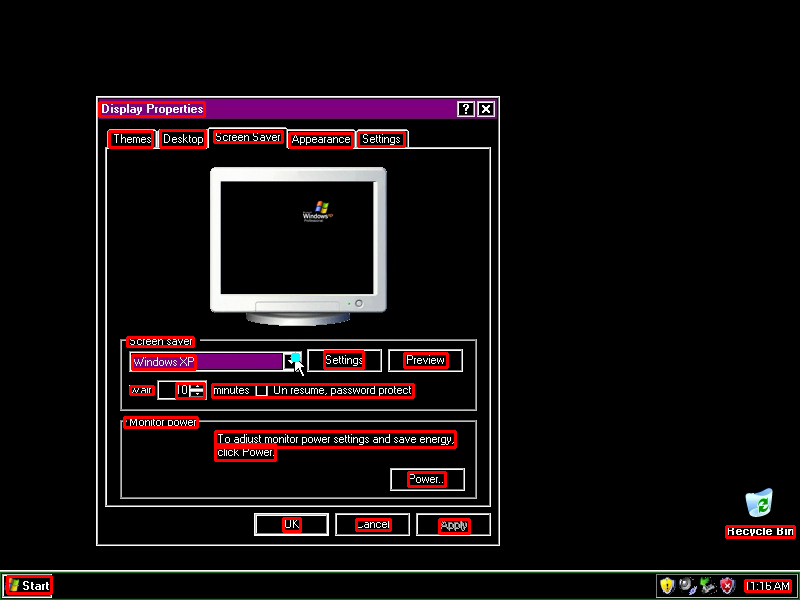 Display Properties
Themes Desktop Screen Saver Appearance Settings
Windows xp
Screen saver
Windows XP Settings Preview
Wait 10 minutes On resume, password protect
Monitor power
To adjust monitor power settings and save energy,
click Power.
Power..
OK Cancel Apply
Recycle Bin
Start 11:16 AM